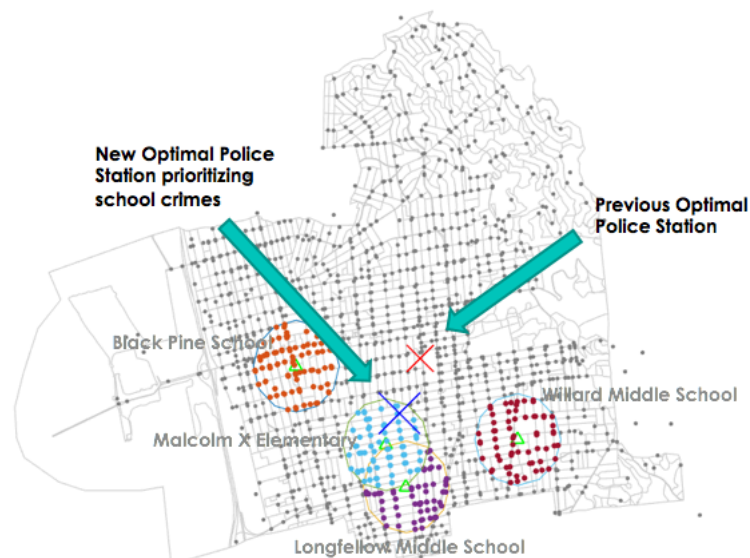 New Optimal Police
Station prioritizing
school crimes
Previous Optimal
Police Station
Black Pine School
Willard Middle School
Malcolm X Elementary
Longfellow Middle School